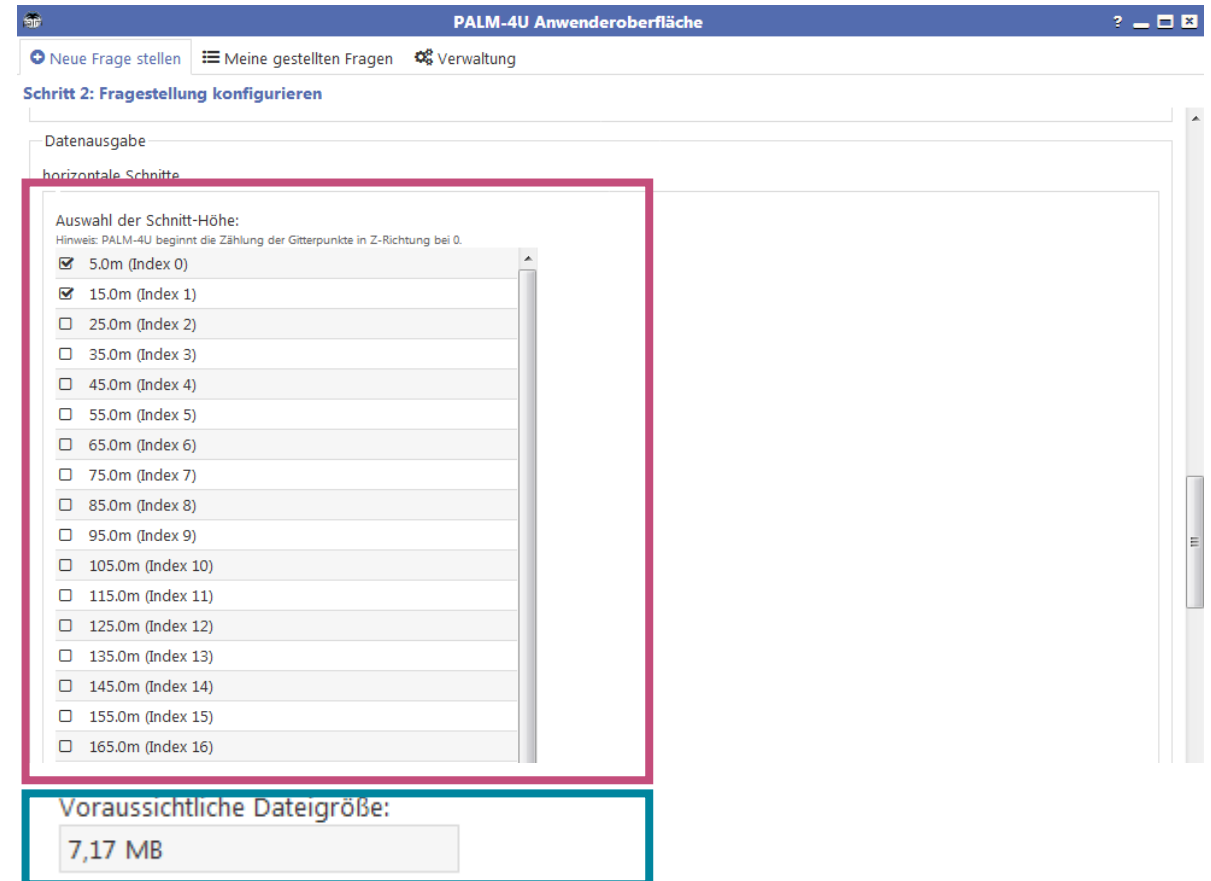 PALM-4U Anwenderoberfläche ?
Neue Frage stellen Meine gestellten Fragen Verwaltung
Schritt 2: Fragestellung konfigurieren
Datenausgabe
horizontale Schnitte
Auswahl der Schnitt-Höhe:
Hinweis: PALM-4U beginnt die Zählung der Gitterpunkte in Z-Richtung bei 0.
5.0m (Index 0)
15.0m (Index 1)
25.0m (Index 2)
35.0m (Index 3)
45.0m (Index 4)
55.0m (Index 5)
65.0m (Index 6)
75.0m (Index 7)
85.0m (Index 8)
95.0m (Index 9)
105.0m (Index 10)
115.0m (Index 11)
125.0m (Index 12)
135.0m (Index 13)
145.0m (Index 14)
155.0m (Index 15)
165.0m (Index 16)
Voraussichtliche Dateigröße:
7,17 MB